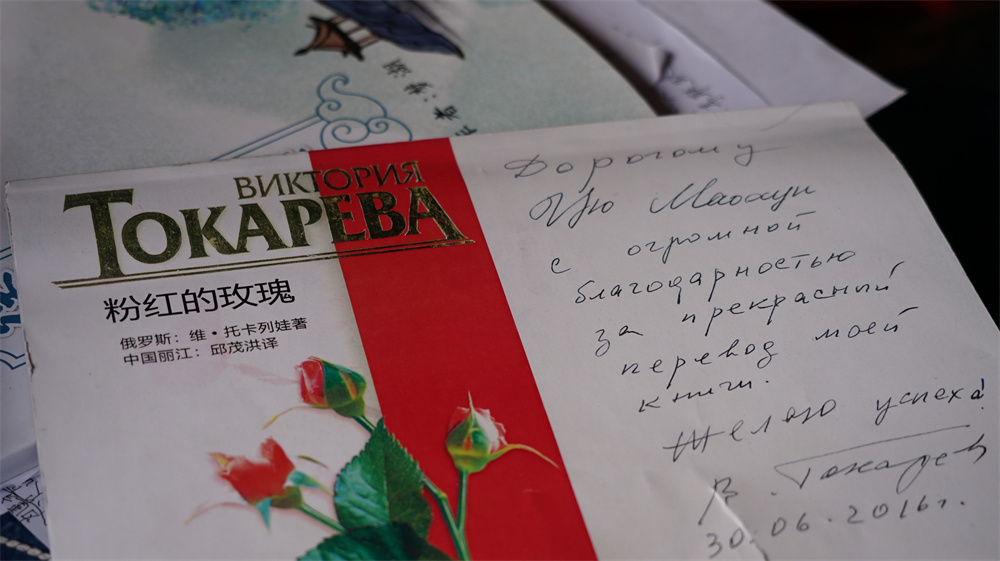 ВИКТОРИЯ
ТОКАРЕВА
粉红的玫瑰
俄罗斯：维·托卡列娃著
中国丽江：邱茂洪译
Дорогому
Цю Маохун
с огромной
благодарностью
за прекрасный
перевод моей
книги.
Желаю успеха!
В. Токарев
30.06.2016г.